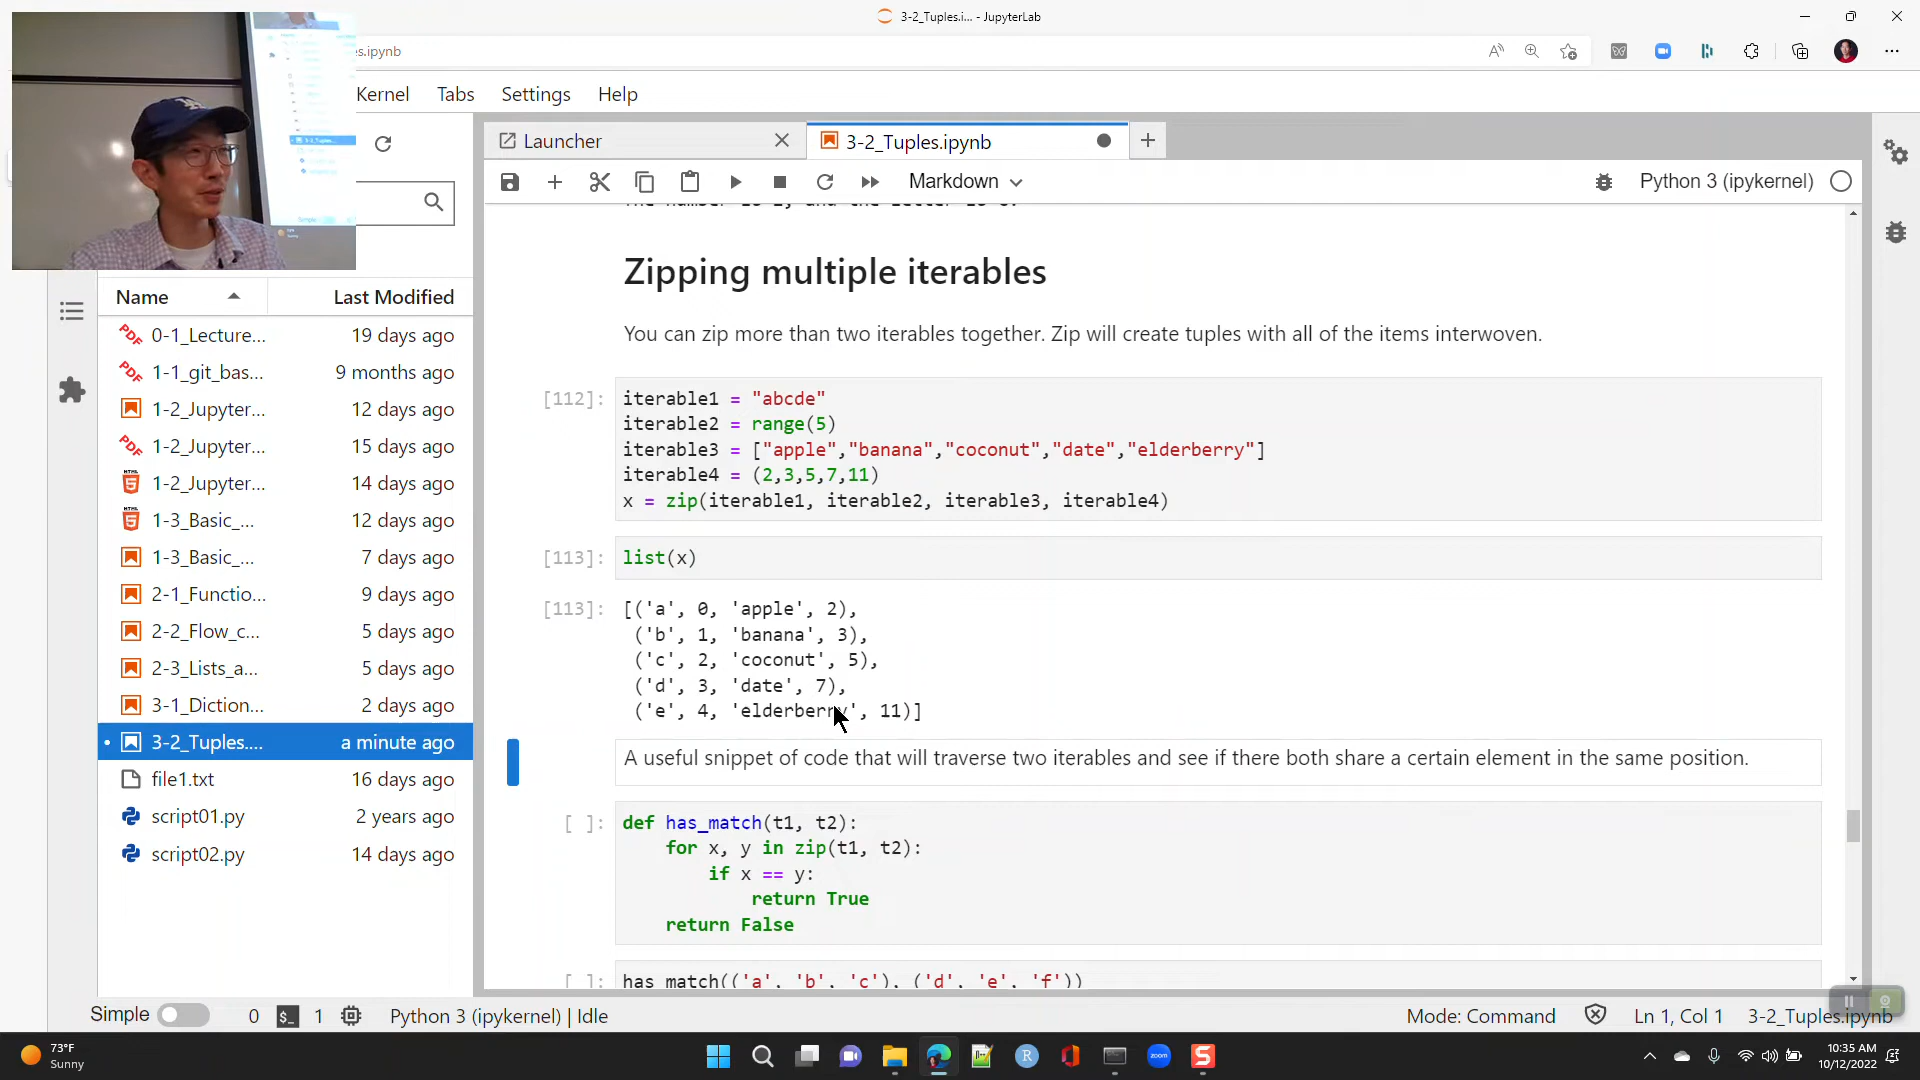 3-2_Tuples.i... - JupyterLab
es.ipynb
Kernel Tabs Settings Help
Launcher
3-2_Tuples.ipynb
Markdown
Python 3 (ipykernel)
Name
Last Modified
0-1_Lecture... 19 days ago
1-1_git_bas... 9 months ago
1-2_Jupyter... 12 days ago
1-2_Jupyter... 15 days ago
1-2_Jupyter... 14 days ago
1-3_Basic_... 12 days ago
1-3_Basic_... 7 days ago
2-1_Functio... 9 days ago
2-2_Flow_c... 5 days ago
2-3_Lists_a... 5 days ago
3-1_Diction... 2 days ago
3-2_Tuples.... a minute ago
file1.txt 16 days ago
script01.py 2 years ago
script02.py 14 days ago
Zipping multiple iterables
You can zip more than two iterables together. Zip will create tuples with all of the items interwoven.
[112]: iterable1 = "abcde"
iterable2 = range(5)
iterable3 = ["apple","banana","coconut","date","elderberry"]
iterable4 = (2,3,5,7,11)
x = zip(iterable1, iterable2, iterable3, iterable4)
[113]: list(x)
[113]: [('a', 0, 'apple', 2),
('b', 1, 'banana', 3),
('c', 2, 'coconut', 5),
('d', 3, 'date', 7),
('e', 4, 'elderberry', 11)]
A useful snippet of code that will traverse two iterables and see if there both share a certain element in the same position.
[ ]: def has_match(t1, t2):
for x, y in zip(t1, t2):
if x == y:
return True
return False
[ ]: has_match(('a', 'b', 'c'), ('d', 'e', 'f'))
Simple 0 1 Python 3 (ipykernel) | Idle
Mode: Command Ln 1, Col 1 3-2_Tuples.ipynb
73°F
Sunny
10:35 AM
10/12/2022